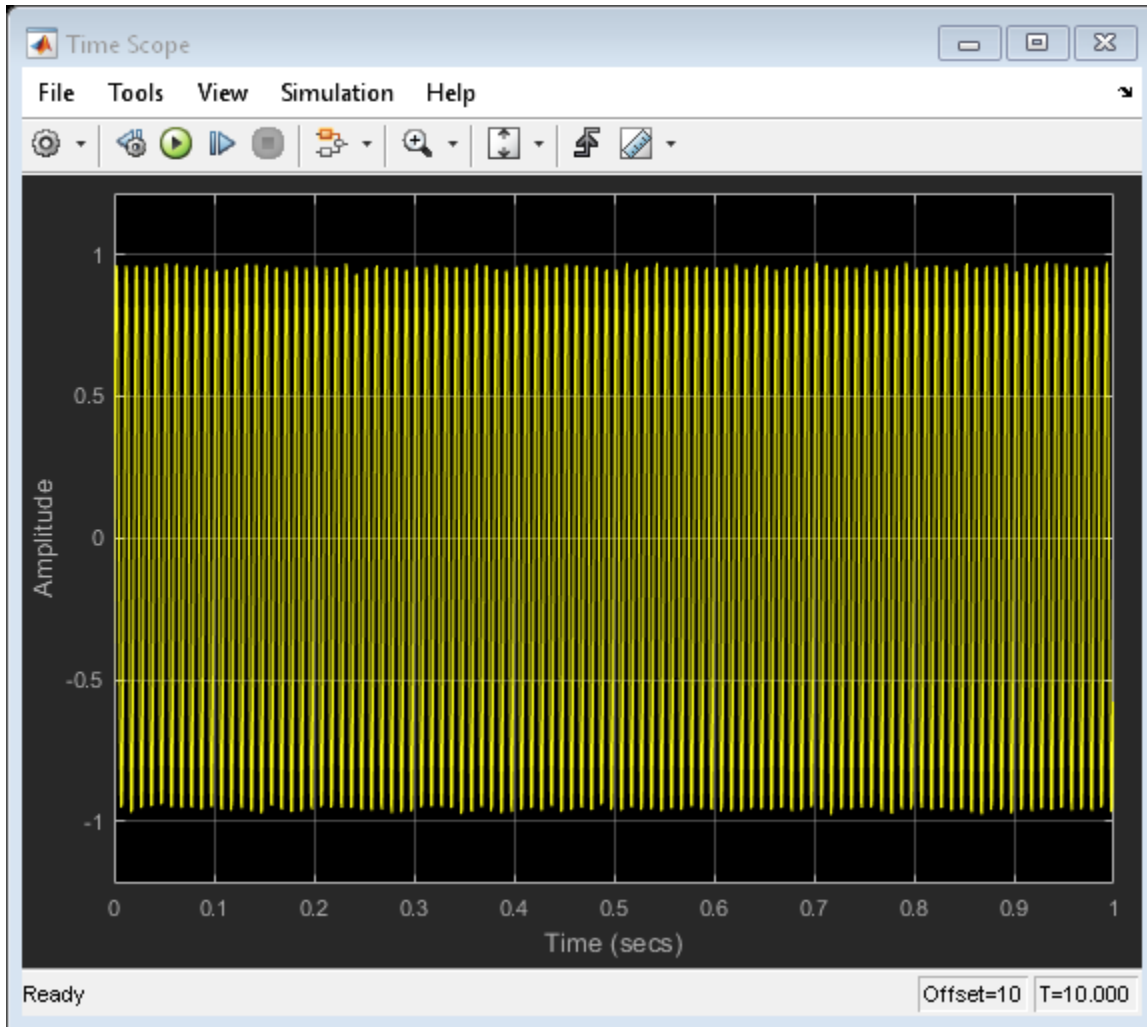 Time Scope
File Tools View Simulation Help
1
0.5
0
-0.5
-1
Amplitude
0 0.1 0.2 0.3 0.4 0.5 0.6 0.7 0.8 0.9 1
Time (secs)
Ready Offset=10 T=10.000